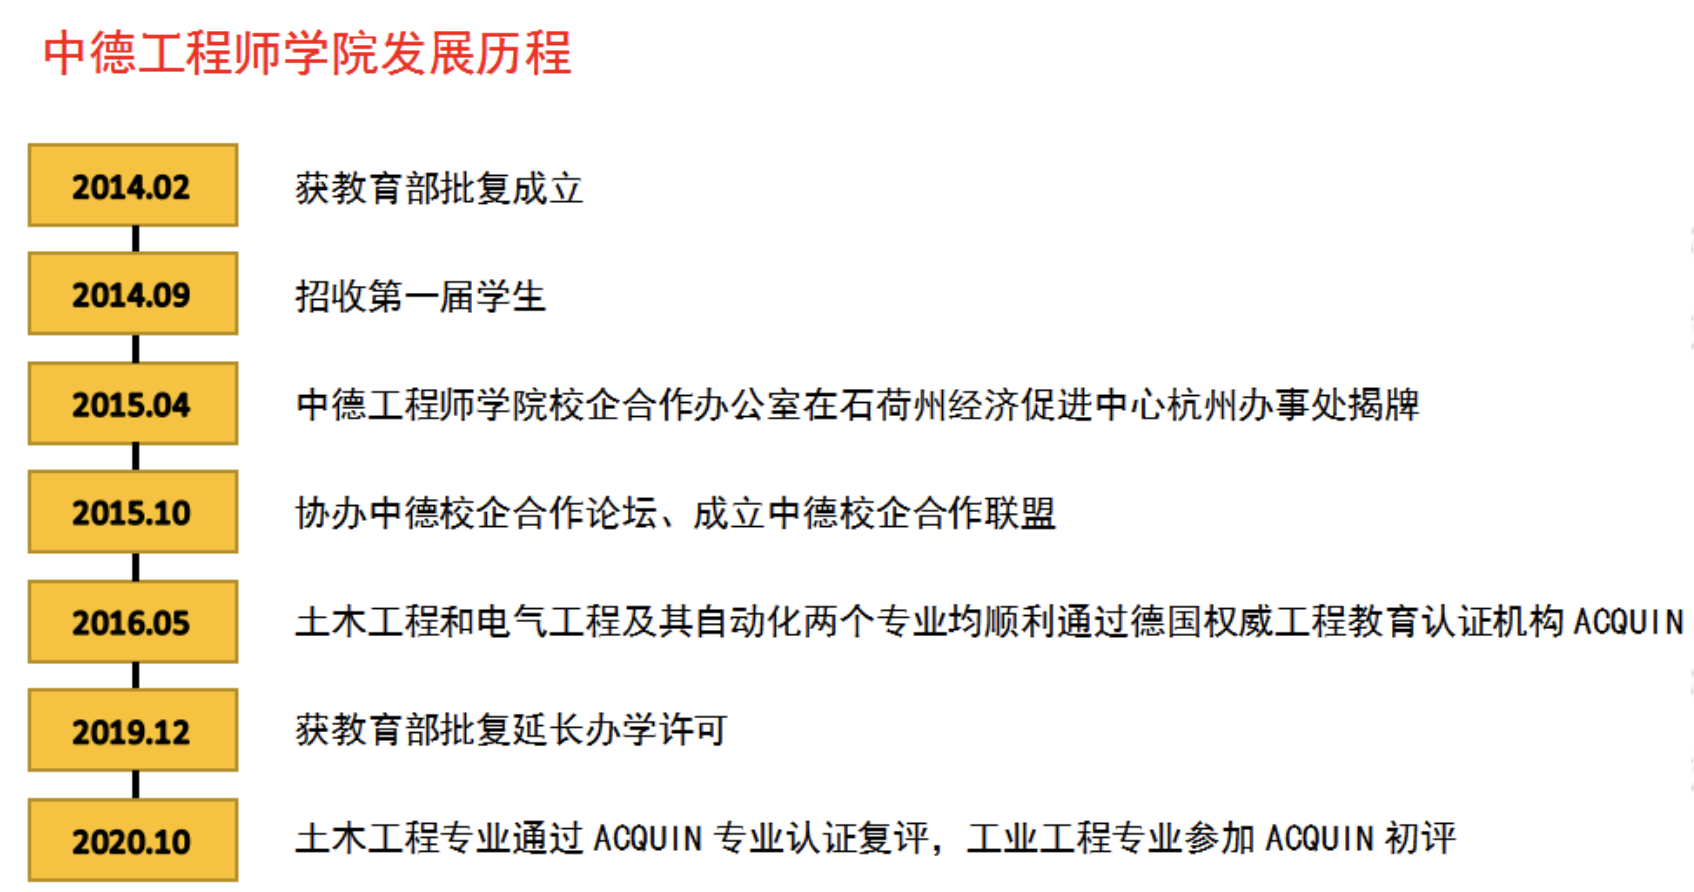 中德工程师学院发展历程
2014.02 获教育部批复成立
2014.09 招收第一届学生
2015.04 中德工程师学院校企合作办公室在石荷州经济促进中心杭州办事处揭牌
2015.10 协办中德校企合作论坛、成立中德校企合作联盟
2016.05 土木工程和电气工程及其自动化两个专业均顺利通过德国权威工程教育认证机构 ACQUIN
2019.12 获教育部批复延长办学许可
2020.10 土木工程专业通过 ACQUIN 专业认证复评，工业工程专业参加 ACQUIN 初评